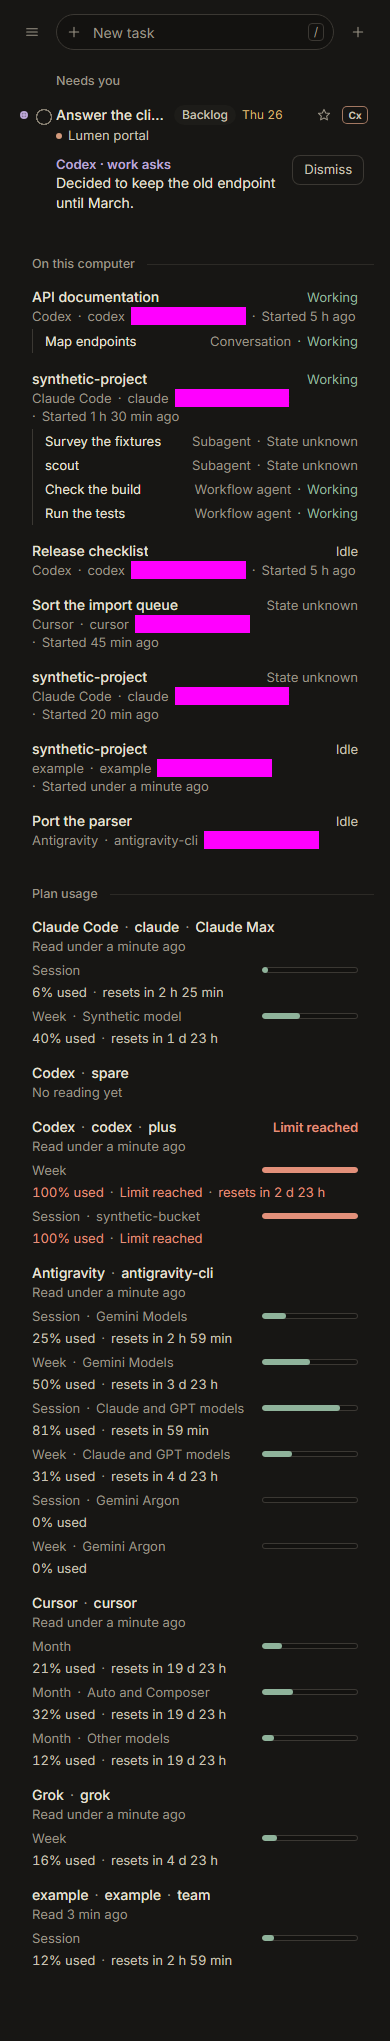 New task /
Needs you
Answer the cli... Backlog Thu 26 Cx
Lumen portal
Codex · work asks
Decided to keep the old endpoint until March.
Dismiss
On this computer
API documentation Working
Codex · codex · Started 5 h ago
Map endpoints Conversation · Working
synthetic-project Working
Claude Code · claude
· Started 1 h 30 min ago
Survey the fixtures Subagent · State unknown
scout Subagent · State unknown
Check the build Workflow agent · Working
Run the tests Workflow agent · Working
Release checklist Idle
Codex · codex · Started 5 h ago
Sort the import queue State unknown
Cursor · cursor
· Started 45 min ago
synthetic-project State unknown
Claude Code · claude
· Started 20 min ago
synthetic-project Idle
example · example
· Started under a minute ago
Port the parser Idle
Antigravity · antigravity-cli
Plan usage
Claude Code · claude · Claude Max
Read under a minute ago
Session
6% used · resets in 2 h 25 min
Week · Synthetic model
40% used · resets in 1 d 23 h
Codex · spare
No reading yet
Codex · codex · plus Limit reached
Read under a minute ago
Week
100% used · Limit reached · resets in 2 d 23 h
Session · synthetic-bucket
100% used · Limit reached
Antigravity · antigravity-cli
Read under a minute ago
Session · Gemini Models
25% used · resets in 2 h 59 min
Week · Gemini Models
50% used · resets in 3 d 23 h
Session · Claude and GPT models
81% used · resets in 59 min
Week · Claude and GPT models
31% used · resets in 4 d 23 h
Session · Gemini Argon
0% used
Week · Gemini Argon
0% used
Cursor · cursor
Read under a minute ago
Month
21% used · resets in 19 d 23 h
Month · Auto and Composer
32% used · resets in 19 d 23 h
Month · Other models
12% used · resets in 19 d 23 h
Grok · grok
Read under a minute ago
Week
16% used · resets in 4 d 23 h
example · example · team
Read 3 min ago
Session
12% used · resets in 2 h 59 min